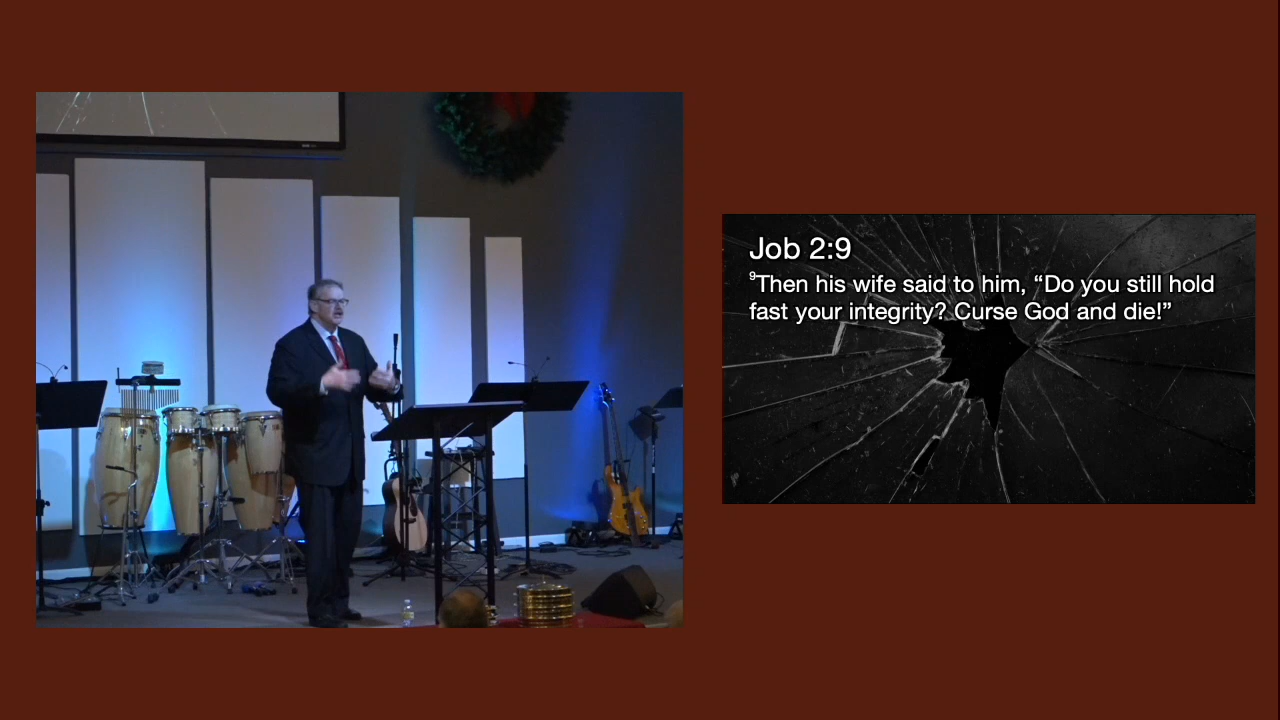 Job 2:9
⁹Then his wife said to him, “Do you still hold
fast your integrity? Curse God and die!”